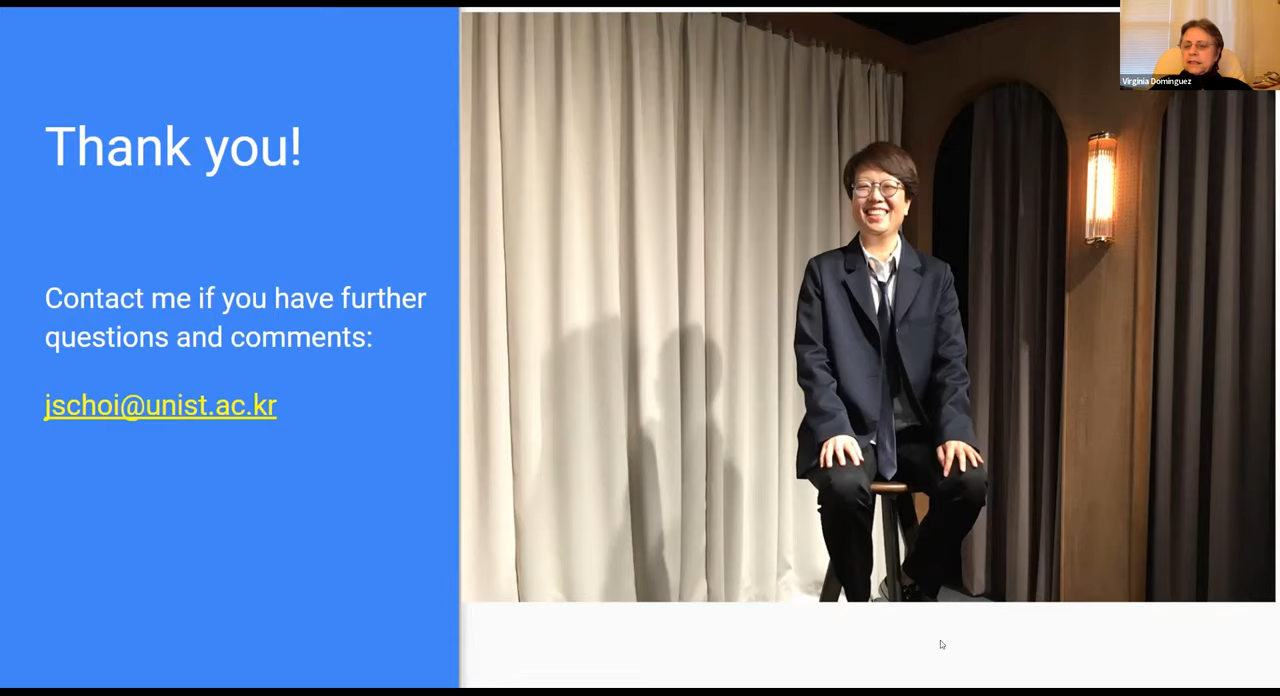 Thank you!
Contact me if you have further
questions and comments:
jschoi@unist.ac.kr
Virginia Dominguez